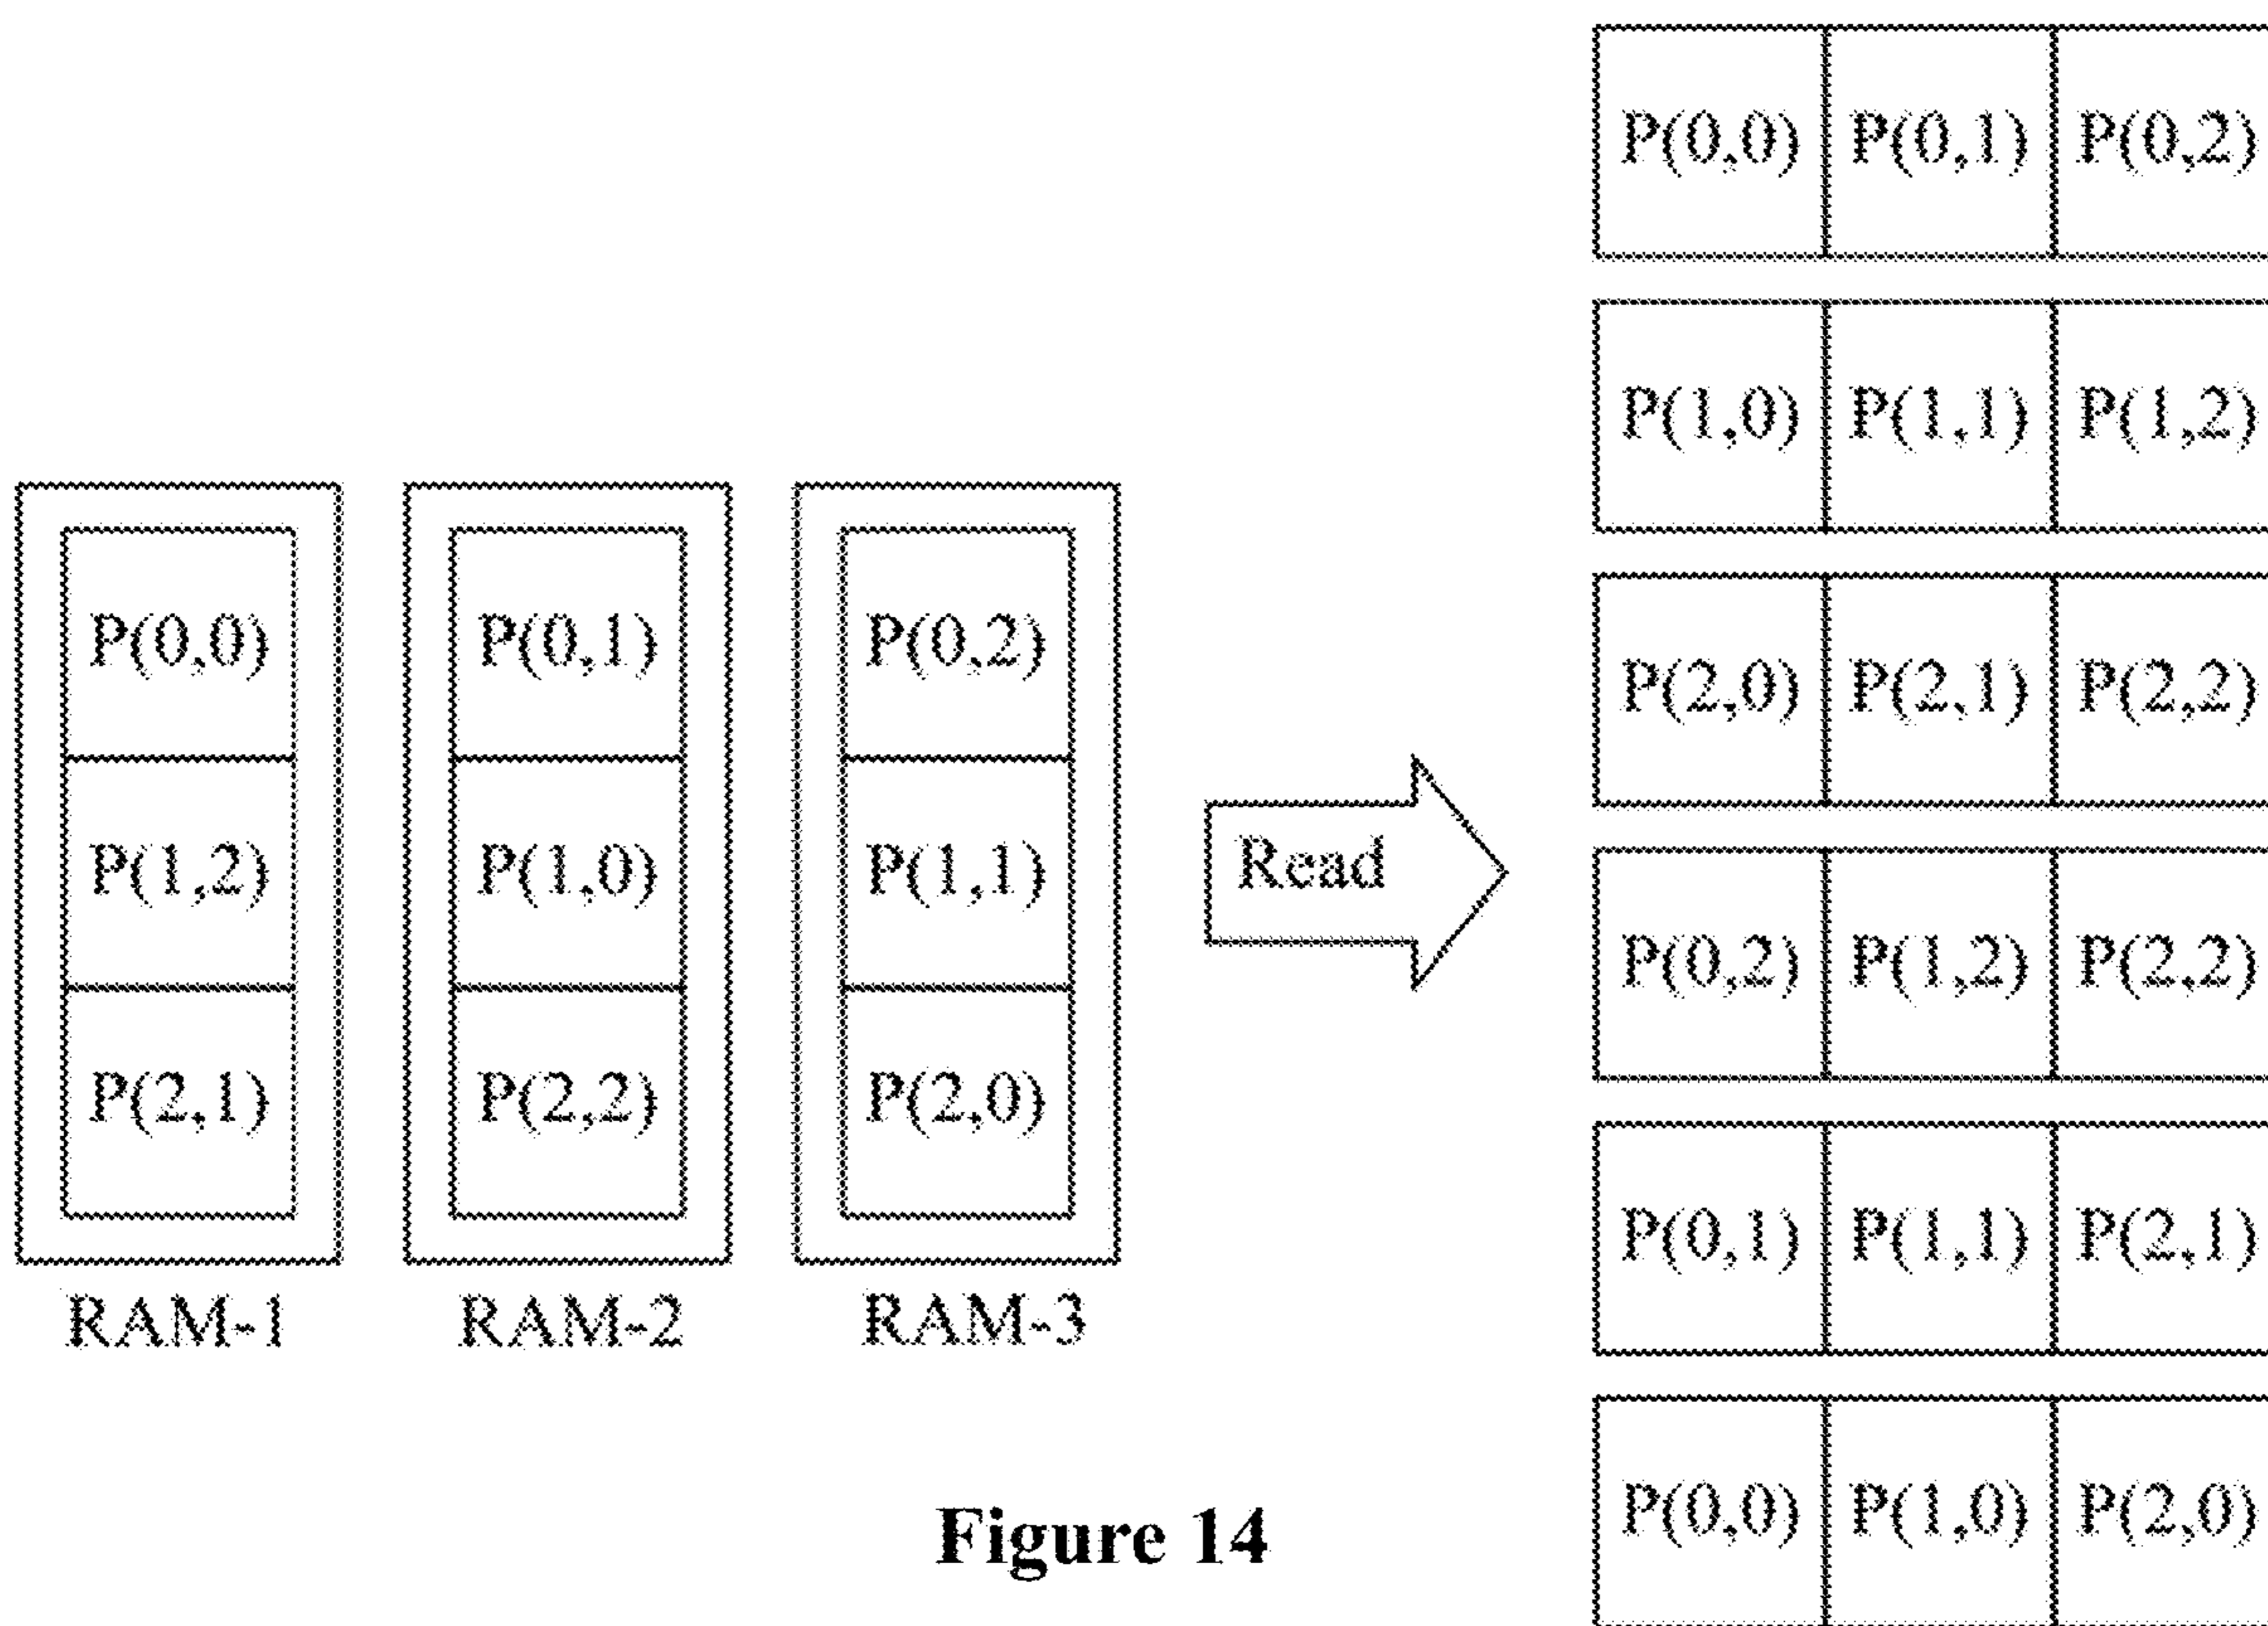 P(0,0) P(0,1) P(0,2)
P(1,0) P(1,1) P(1,2)
P(2,0) P(2,1) P(2,2)
P(0,2) P(1,2) P(2,2)
P(0,1) P(1,1) P(2,1)
P(0,0) P(1,0) P(2,0)
P(0,0) P(0,1) P(0,2)
P(1,2) P(1,0) P(1,1)
P(2,1) P(2,2) P(2,0)
RAM-1 RAM-2 RAM-3
Read
Figure 14